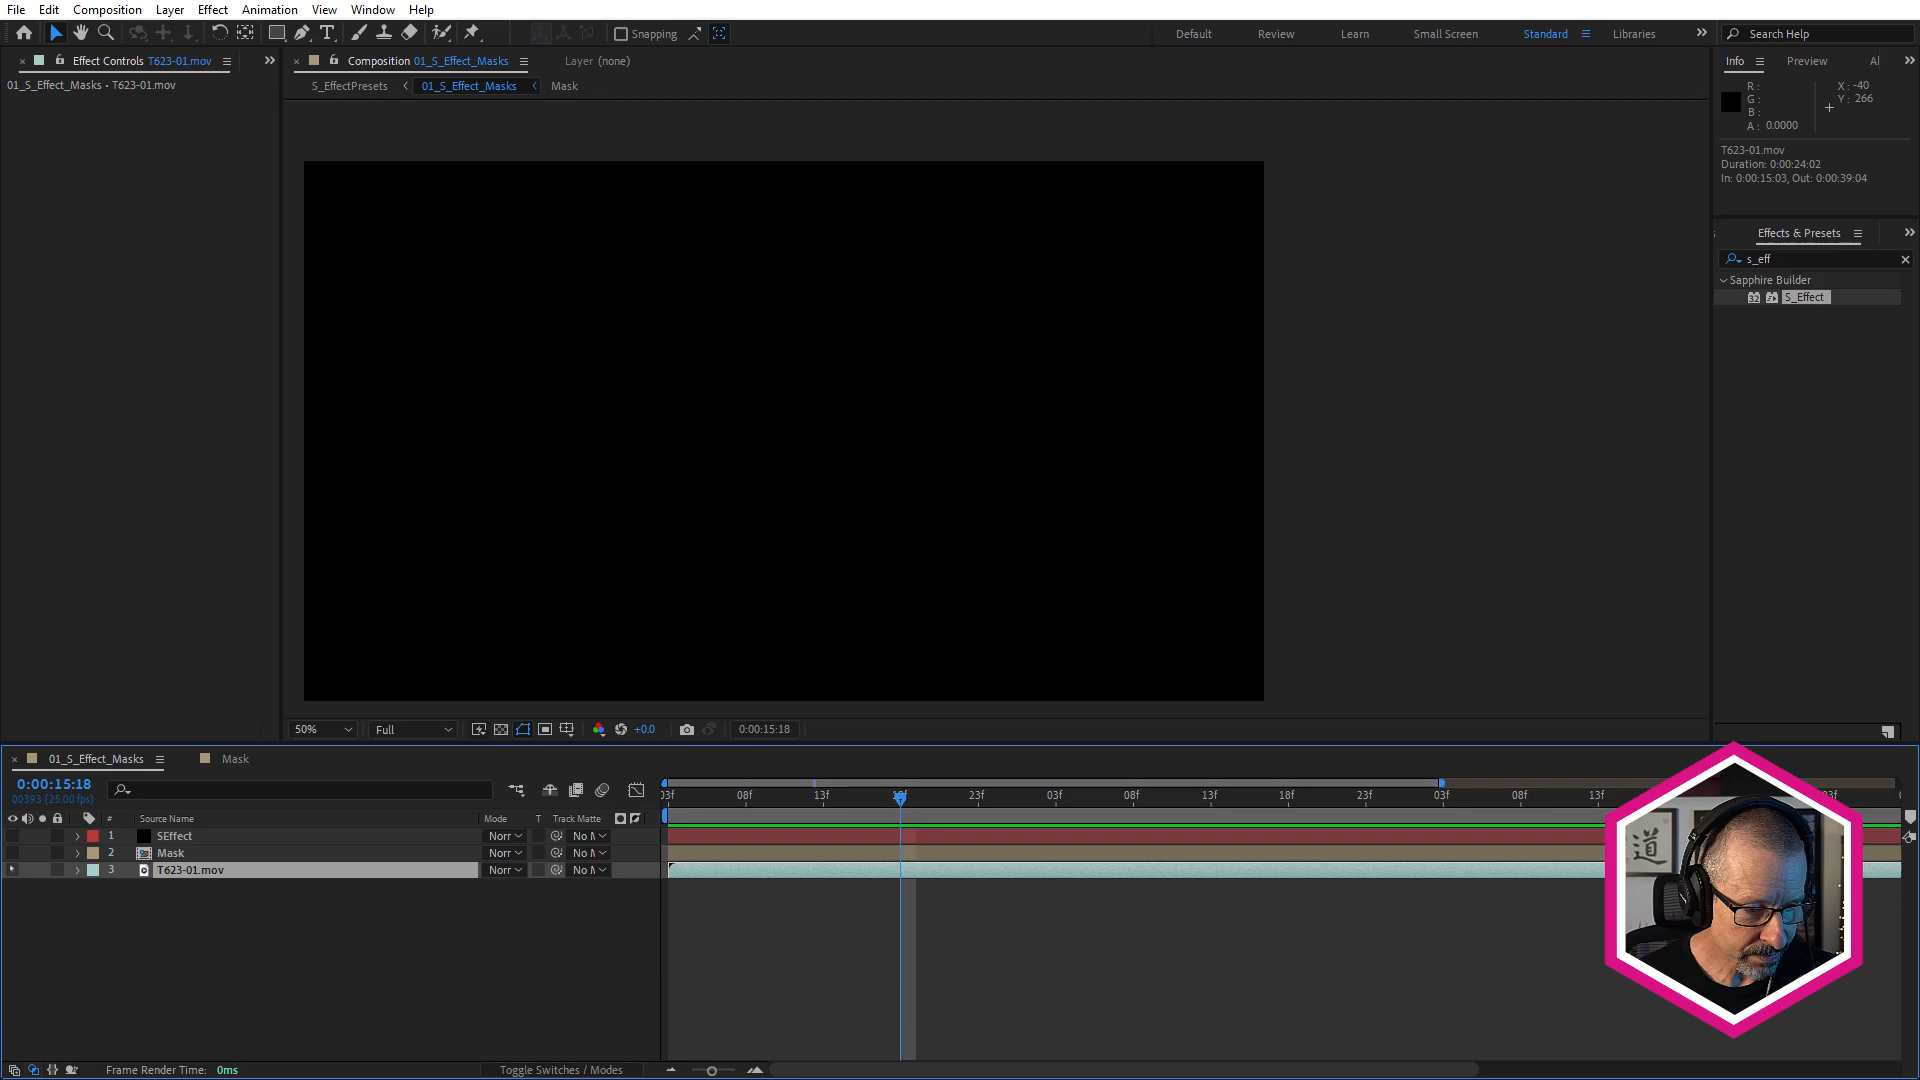 File Edit Composition Layer Effect Animation View Window Help
Snapping Default Review Learn Small Screen Standard Libraries Search Help
Effect Controls T623-01.mov
01_S_Effect_Masks • T623-01.mov
Composition 01_S_Effect_Masks Layer (none)
S_EffectPresets 01_S_Effect_Masks Mask
Info Preview Al
R : X : -40
G : Y : 266
B :
A : 0.0000
T623-01.mov
Duration: 0:00:24:02
In: 0:00:15:03, Out: 0:00:39:04
Effects & Presets
s_eff
Sapphire Builder
32 S_Effect
50% Full +0.0 0:00:15:18
01_S_Effect_Masks Mask
0:00:15:18
00393 (25.00 fps)
03f 08f 13f 18f 23f 03f 08f 13f 18f 23f 03f 08f 13f 03f
# Source Name Mode T Track Matte
1 SEffect Norr No M
2 Mask Norr No M
3 T623-01.mov Norr No M
道
Frame Render Time: 0ms Toggle Switches / Modes